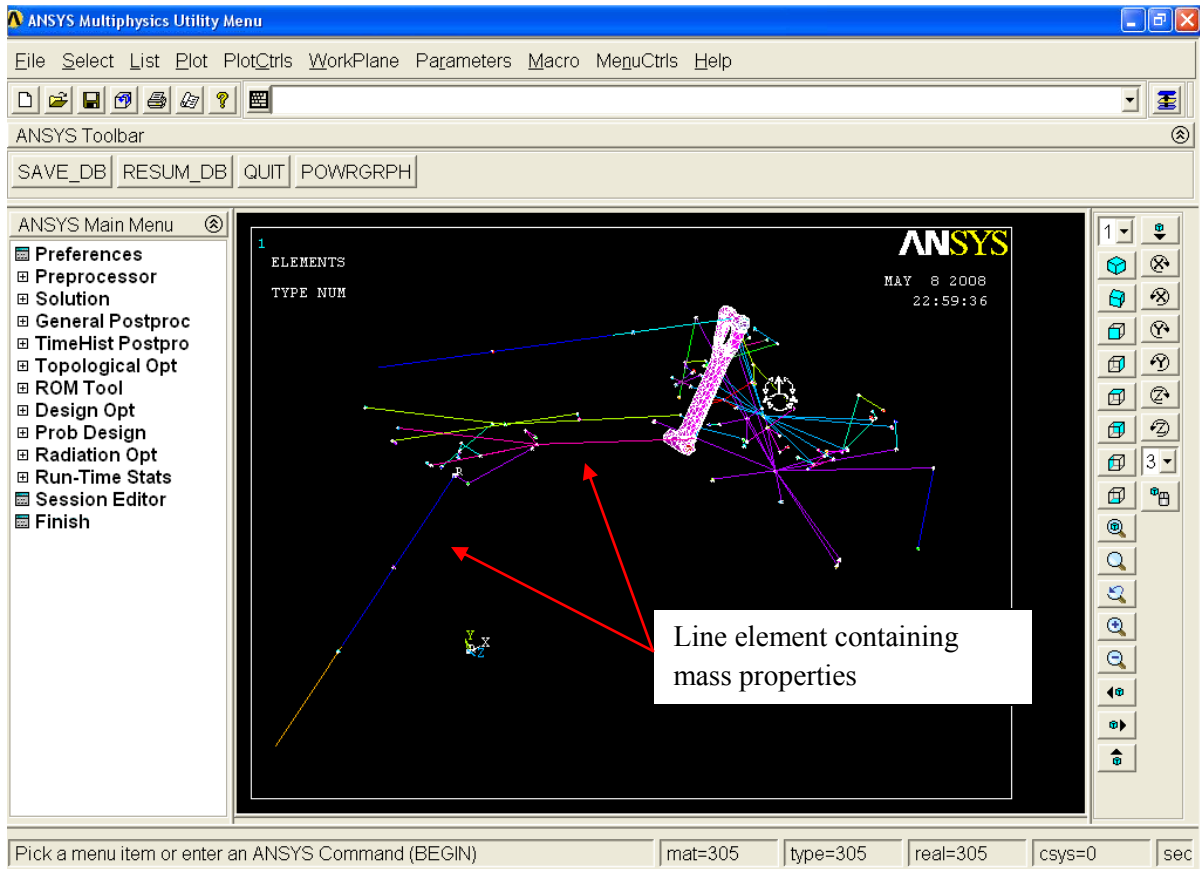 ANSYS Multiphysics Utility Menu
File Select List Plot PlotCtrls WorkPlane Parameters Macro MenuCtrls Help
ANSYS Toolbar
SAVE_DB RESUM_DB QUIT POWRGRPH
ANSYS Main Menu
Preferences
Preprocessor
Solution
General Postproc
TimeHist Postpro
Topological Opt
ROM Tool
Design Opt
Prob Design
Radiation Opt
Run-Time Stats
Session Editor
Finish
1
ELEMENTS
TYPE NUM
ANSYS
MAY 8 2008
22:59:36
R
Y
X
Z
Line element containing
mass properties
1
X
X
Y
Y
Z
Z
3
Pick a menu item or enter an ANSYS Command (BEGIN) mat=305 type=305 real=305 csys=0 sec